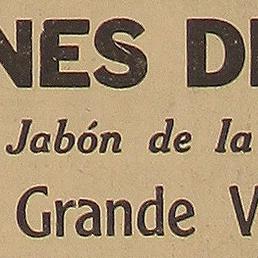 NES D
Jabón de la
Grande V